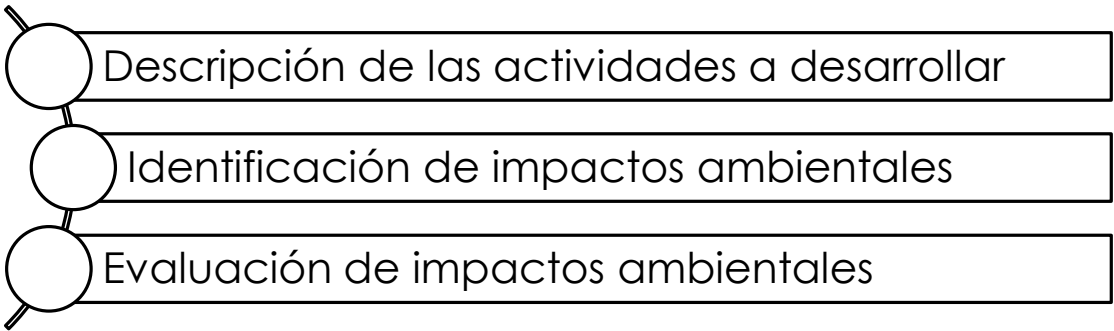 Descripción de las actividades a desarrollar
Identificación de impactos ambientales
Evaluación de impactos ambientales